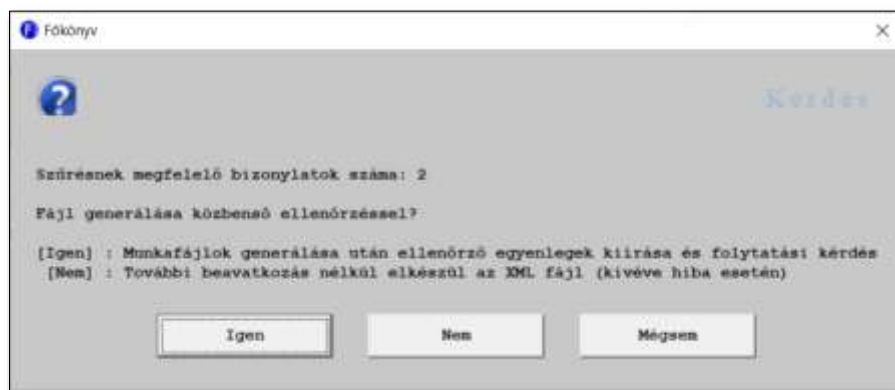 Főkönyv
Kérdés
Szűrésnek megfelelő bizonylatok száma: 2
Fájl generálása közbenső ellenőrzéssel?
[Igen] : Munkafájlok generálása után ellenőrző egyenlegek kiírása és folytatási kérdés
[Nem] : További beavatkozás nélkül elkészül az XML fájl (kivéve hiba esetén)
Igen Nem Mégsem